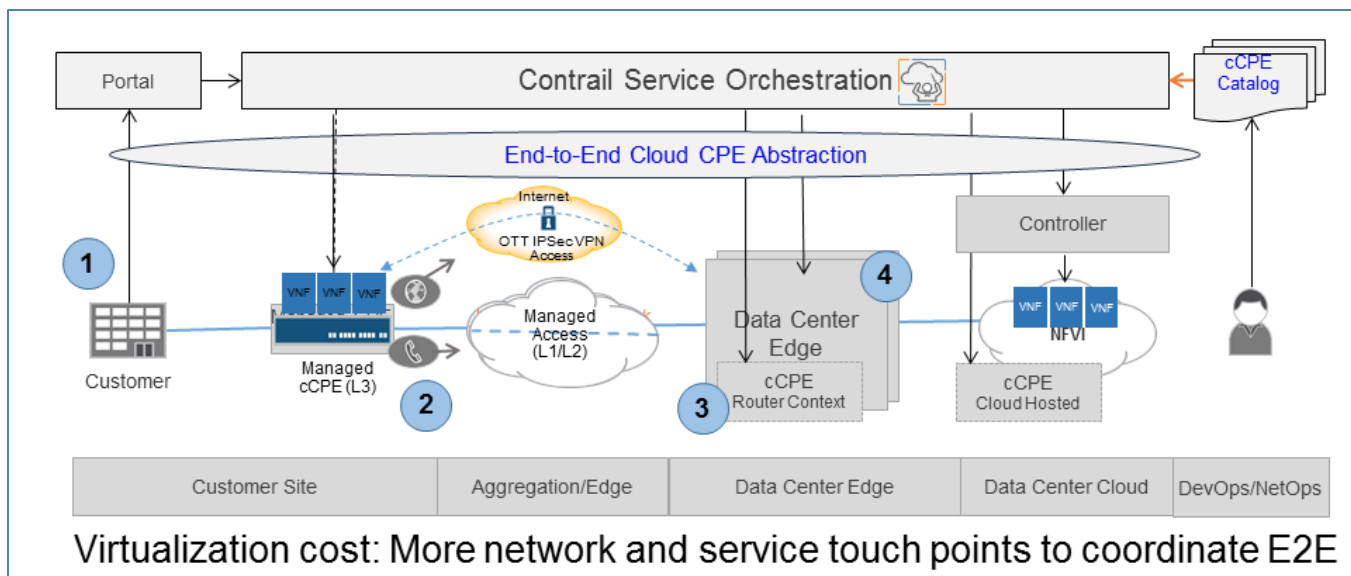 Portal
Contrail Service Orchestration
cCPE
Catalog
End-to-End Cloud CPE Abstraction
Internet
OTT IPSec VPN
Access
Controller
1
4
VNF VNF VNF
VNF VNF VNF
NFVI
Managed
Access
(L1/L2)
Data Center
Edge
Customer
Managed
cCPE (L3)
2
3
cCPE
Router Context
cCPE
Cloud Hosted
Customer Site
Aggregation/Edge
Data Center Edge
Data Center Cloud
DevOps/NetOps
Virtualization cost: More network and service touch points to coordinate E2E